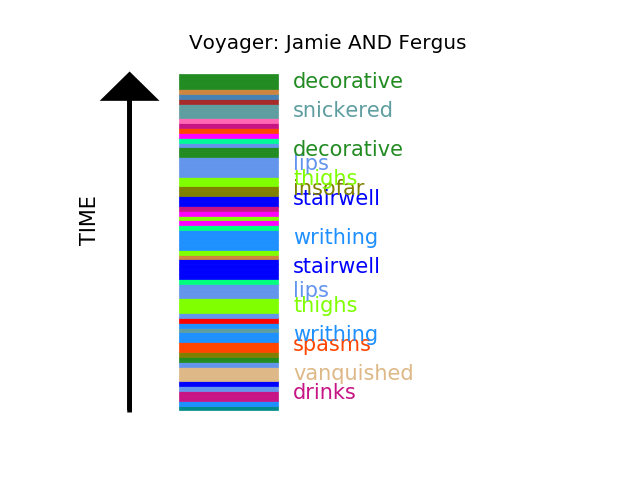 Voyager: Jamie AND Fergus
decorative
snickered
decorative
lips
thighs
insofar
stairwell
TIME
writhing
stairwell
lips
thighs
writhing
spasms
vanquished
drinks